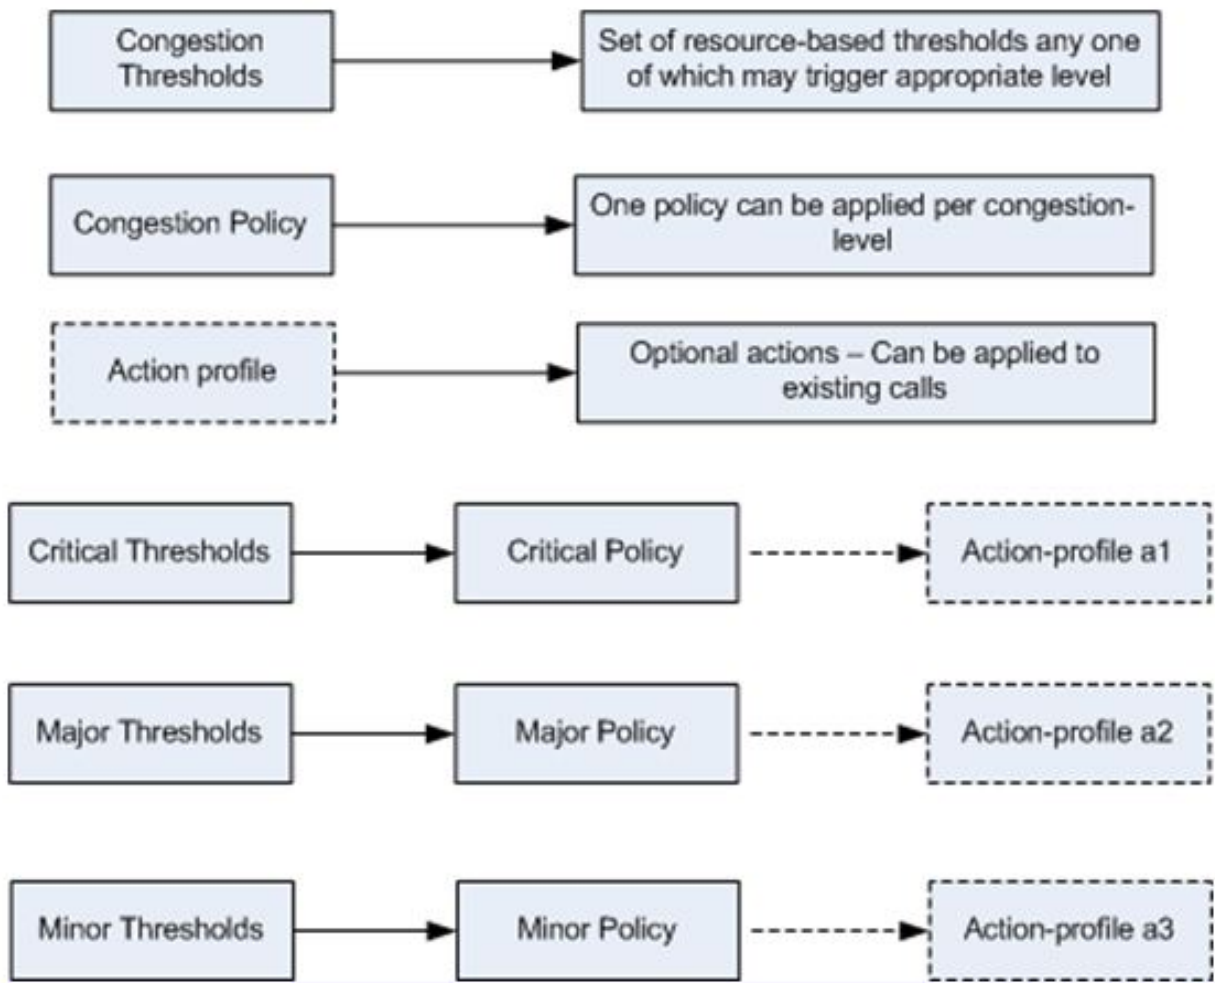 Congestion
Thresholds
Set of resource-based thresholds any one
of which may trigger appropriate level
Congestion Policy
One policy can be applied per congestion-
level
Action profile
Optional actions – Can be applied to
existing calls
Critical Thresholds
Critical Policy
Action-profile a1
Major Thresholds
Major Policy
Action-profile a2
Minor Thresholds
Minor Policy
Action-profile a3